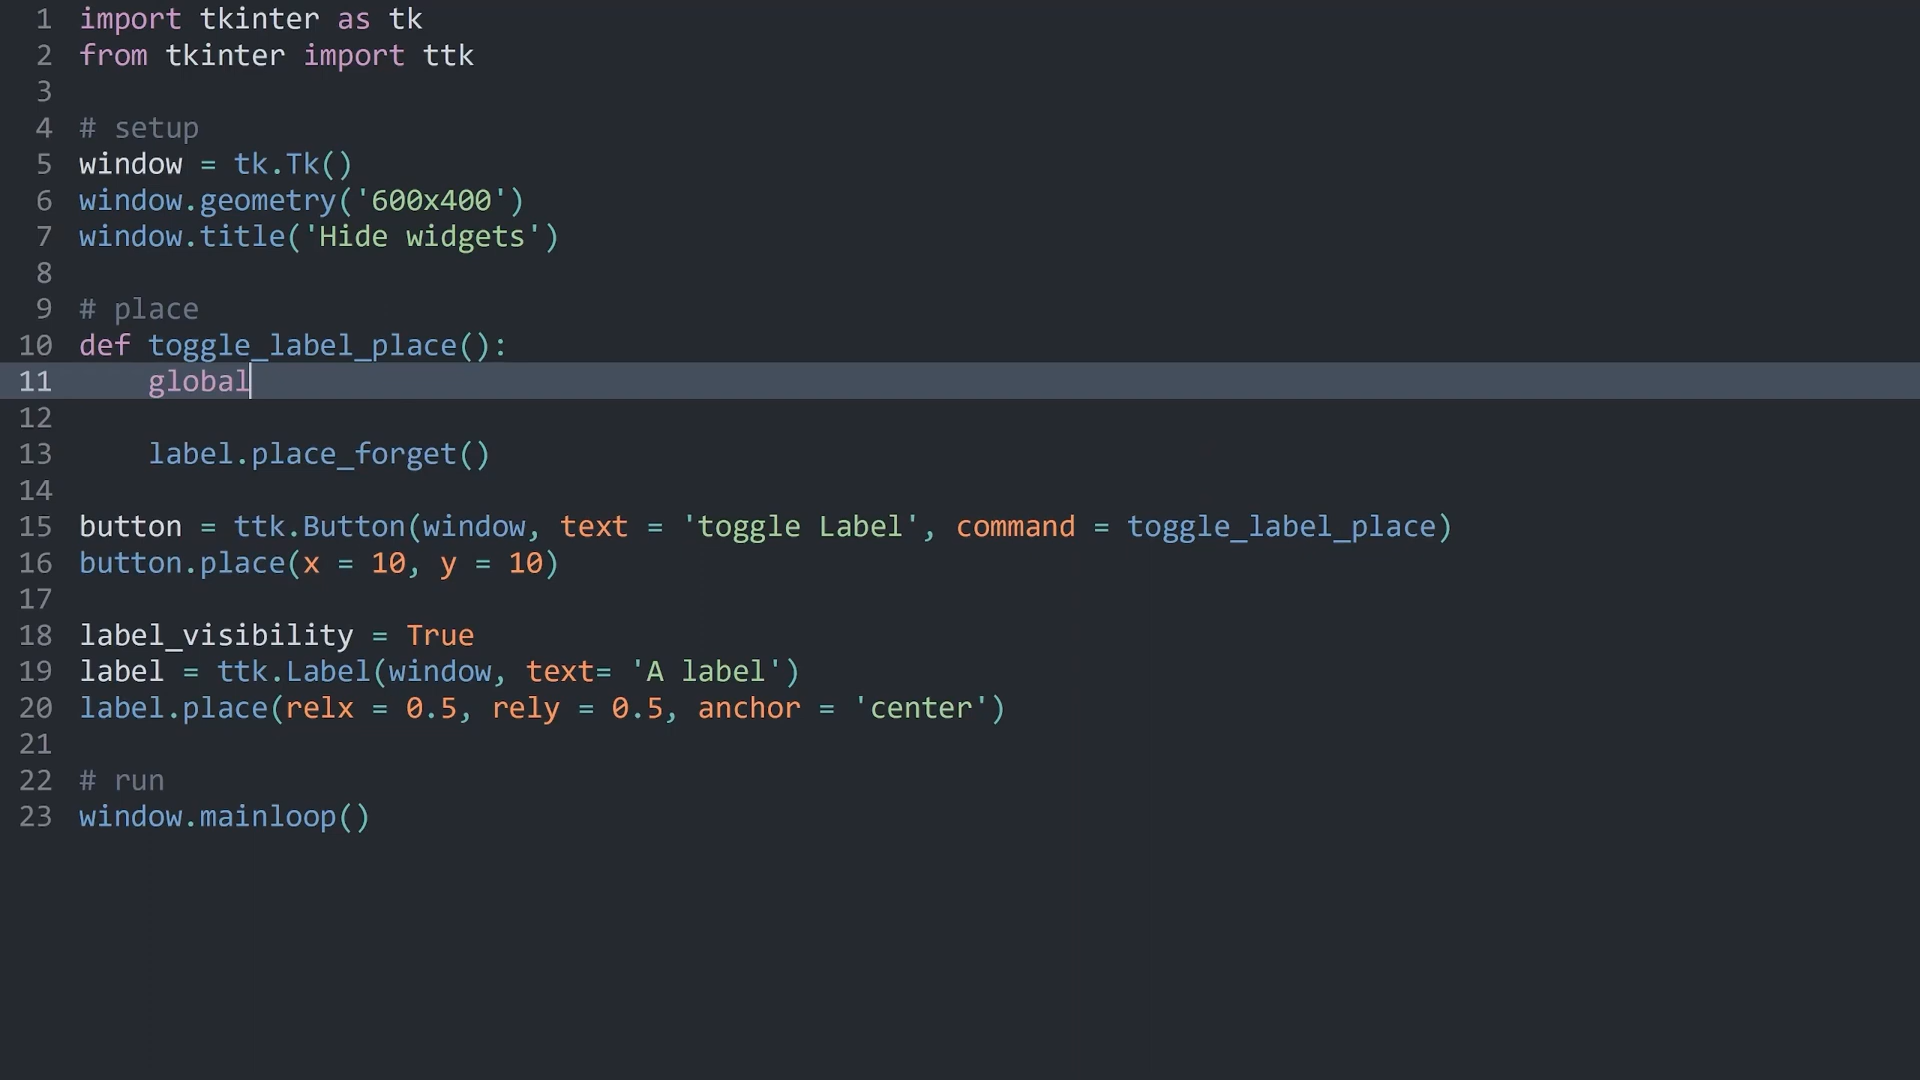 1 import tkinter as tk
2 from tkinter import ttk
3
4 # setup
5 window = tk.Tk()
6 window.geometry('600x400')
7 window.title('Hide widgets')
8
9 # place
10 def toggle_label_place():
11     global
12
13     label.place_forget()
14
15 button = ttk.Button(window, text = 'toggle Label', command = toggle_label_place)
16 button.place(x = 10, y = 10)
17
18 label_visibility = True
19 label = ttk.Label(window, text= 'A label')
20 label.place(relx = 0.5, rely = 0.5, anchor = 'center')
21
22 # run
23 window.mainloop()